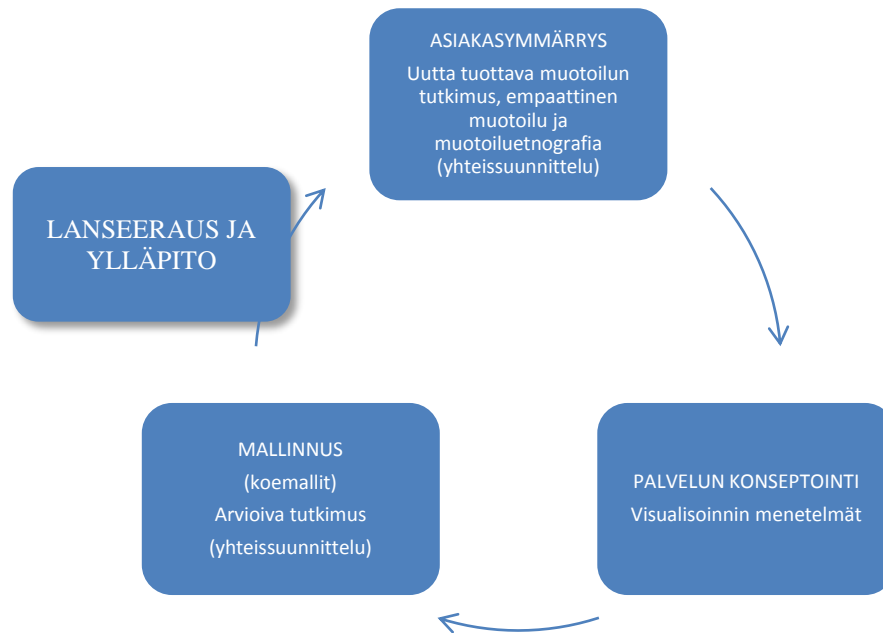 ASIAKASYMMÄRRYS
Uutta tuottava muotoilun
tutkimus, empaattinen
muotoilu ja
muotoiluetnografia
(yhteissuunnittelu)
LANSEERAUS JA
YLLÄPITO
MALLINNUS
(koemallit)
Arvioiva tutkimus
(yhteissuunnittelu)
PALVELUN KONSEPTOINTI
Visualisoinnin menetelmät